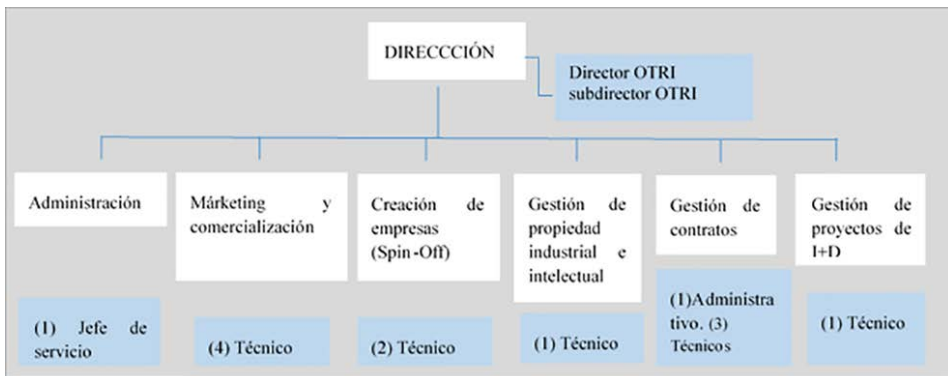 DIRECCCIÓN
Director OTRI
subdirector OTRI
Administración
Márketing y
comercialización
Creación de
empresas
(Spin-Off)
Gestión de
propiedad
industrial e
intelectual
Gestión de
contratos
Gestión de
proyectos de
I+D
(1) Jefe de
servicio
(4) Técnico
(2) Técnico
(1) Técnico
(1)Administra
tivo. (3)
Técnicos
(1) Técnico